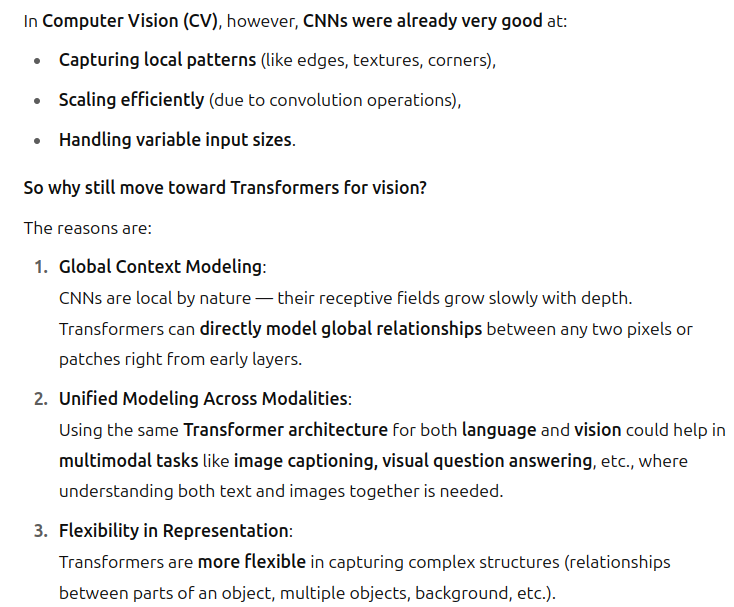 In Computer Vision (CV), however, CNNs were already very good at:
• Capturing local patterns (like edges, textures, corners),
• Scaling efficiently (due to convolution operations),
• Handling variable input sizes.
So why still move toward Transformers for vision?
The reasons are:
1. Global Context Modeling:
CNNs are local by nature — their receptive fields grow slowly with depth.
Transformers can directly model global relationships between any two pixels or
patches right from early layers.
2. Unified Modeling Across Modalities:
Using the same Transformer architecture for both language and vision could help in
multimodal tasks like image captioning, visual question answering, etc., where
understanding both text and images together is needed.
3. Flexibility in Representation:
Transformers are more flexible in capturing complex structures (relationships
between parts of an object, multiple objects, background, etc.).